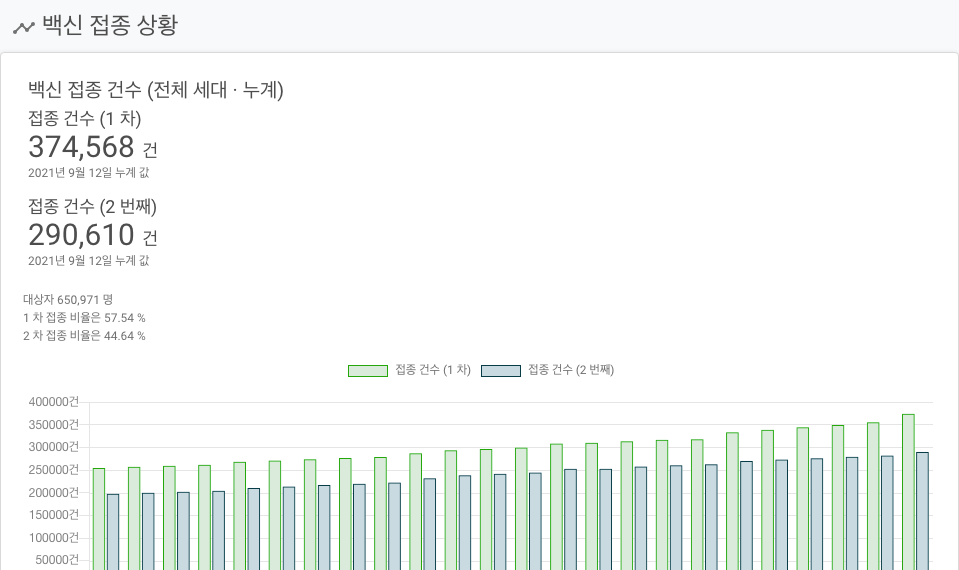 백신 접종 상황
백신 접종 건수 (전체 세대 · 누계)
접종 건수 (1 차)
374,568 건
2021년 9월 12일 누계 값
접종 건수 (2 번째)
290,610 건
2021년 9월 12일 누계 값
대상자 650,971 명
1 차 접종 비율은 57.54 %
2 차 접종 비율은 44.64 %
접종 건수 (1 차) 접종 건수 (2 번째)
400000건
350000건
300000건
250000건
200000건
150000건
100000건
50000건